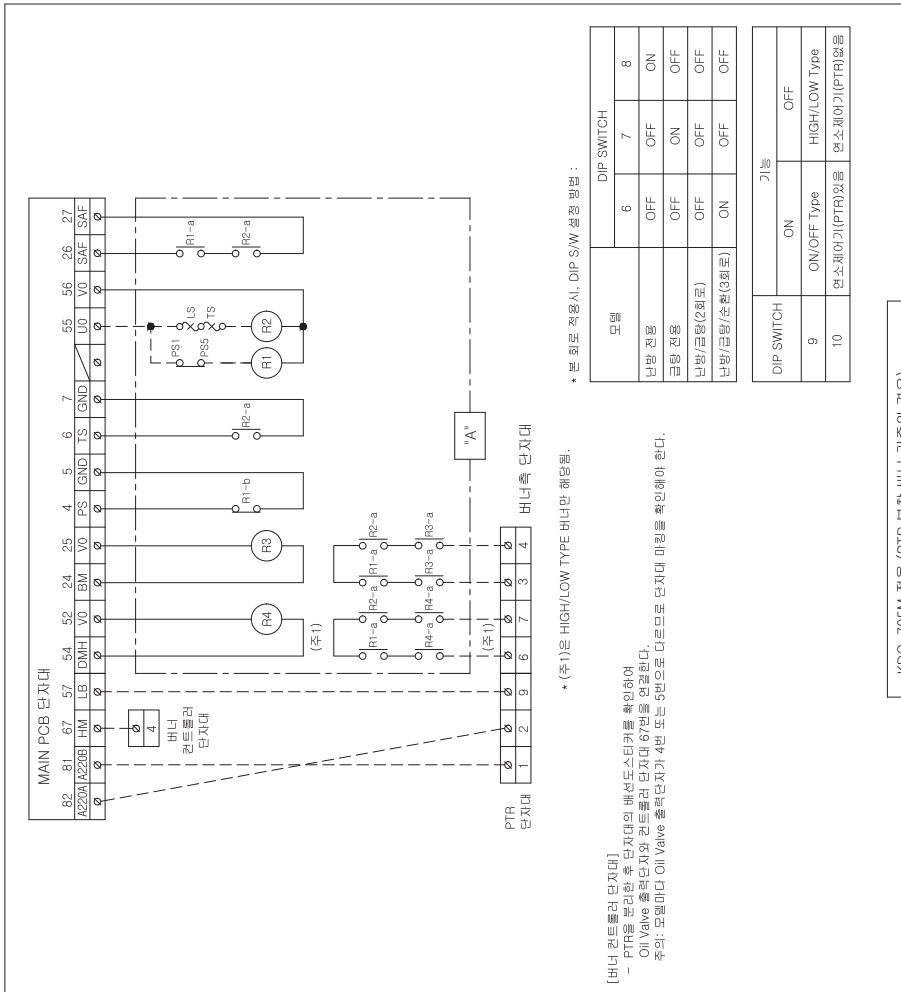 MAIN PCB 단자대
82 81 67 57 54 52 24 25 4 5 6 7 55 56 26 27
A220A A220B HM LB DMH V0 BM V0 PS GND TS GND U0 V0 SAF SAF
4
버너
컨트롤러
단자대
R4
R3
R1-b
R2-a
PS1
PS5
LS
TS
R1
R2
R1-a
R2-a
(주1)
R1-a R2-a R1-a R2-a
R4-a R4-a R3-a R3-a
(주1)
"A"
PTR
단자대
1 2 9 6 7 3 4
버너측 단자대
* (주1)은 HIGH/LOW TYPE 버너만 해당됨.
[버너 컨트롤러 단자대]
- PTR을 분리한 후 단자대의 배선도스티커를 확인하여
Oil Valve 출력단자와 컨트롤러 단자대 67번을 연결한다.
주의: 모델마다 Oil Valve 출력단자가 4번 또는 5번으로 다르므로 단자대 마킹을 확인해야 한다.
* 본 회로 적용시, DIP S/W 설정 방법 :
모델 DIP SWITCH
6 7 8
난방 전용 OFF OFF ON
급탕 전용 OFF ON OFF
난방/급탕(2회로) OFF OFF OFF
난방/급탕/순환(3회로) ON OFF OFF
DIP SWITCH 기능
ON OFF
9 ON/OFF Type HIGH/LOW Type
10 연소제어기(PTR)있음 연소제어기(PTR)없음